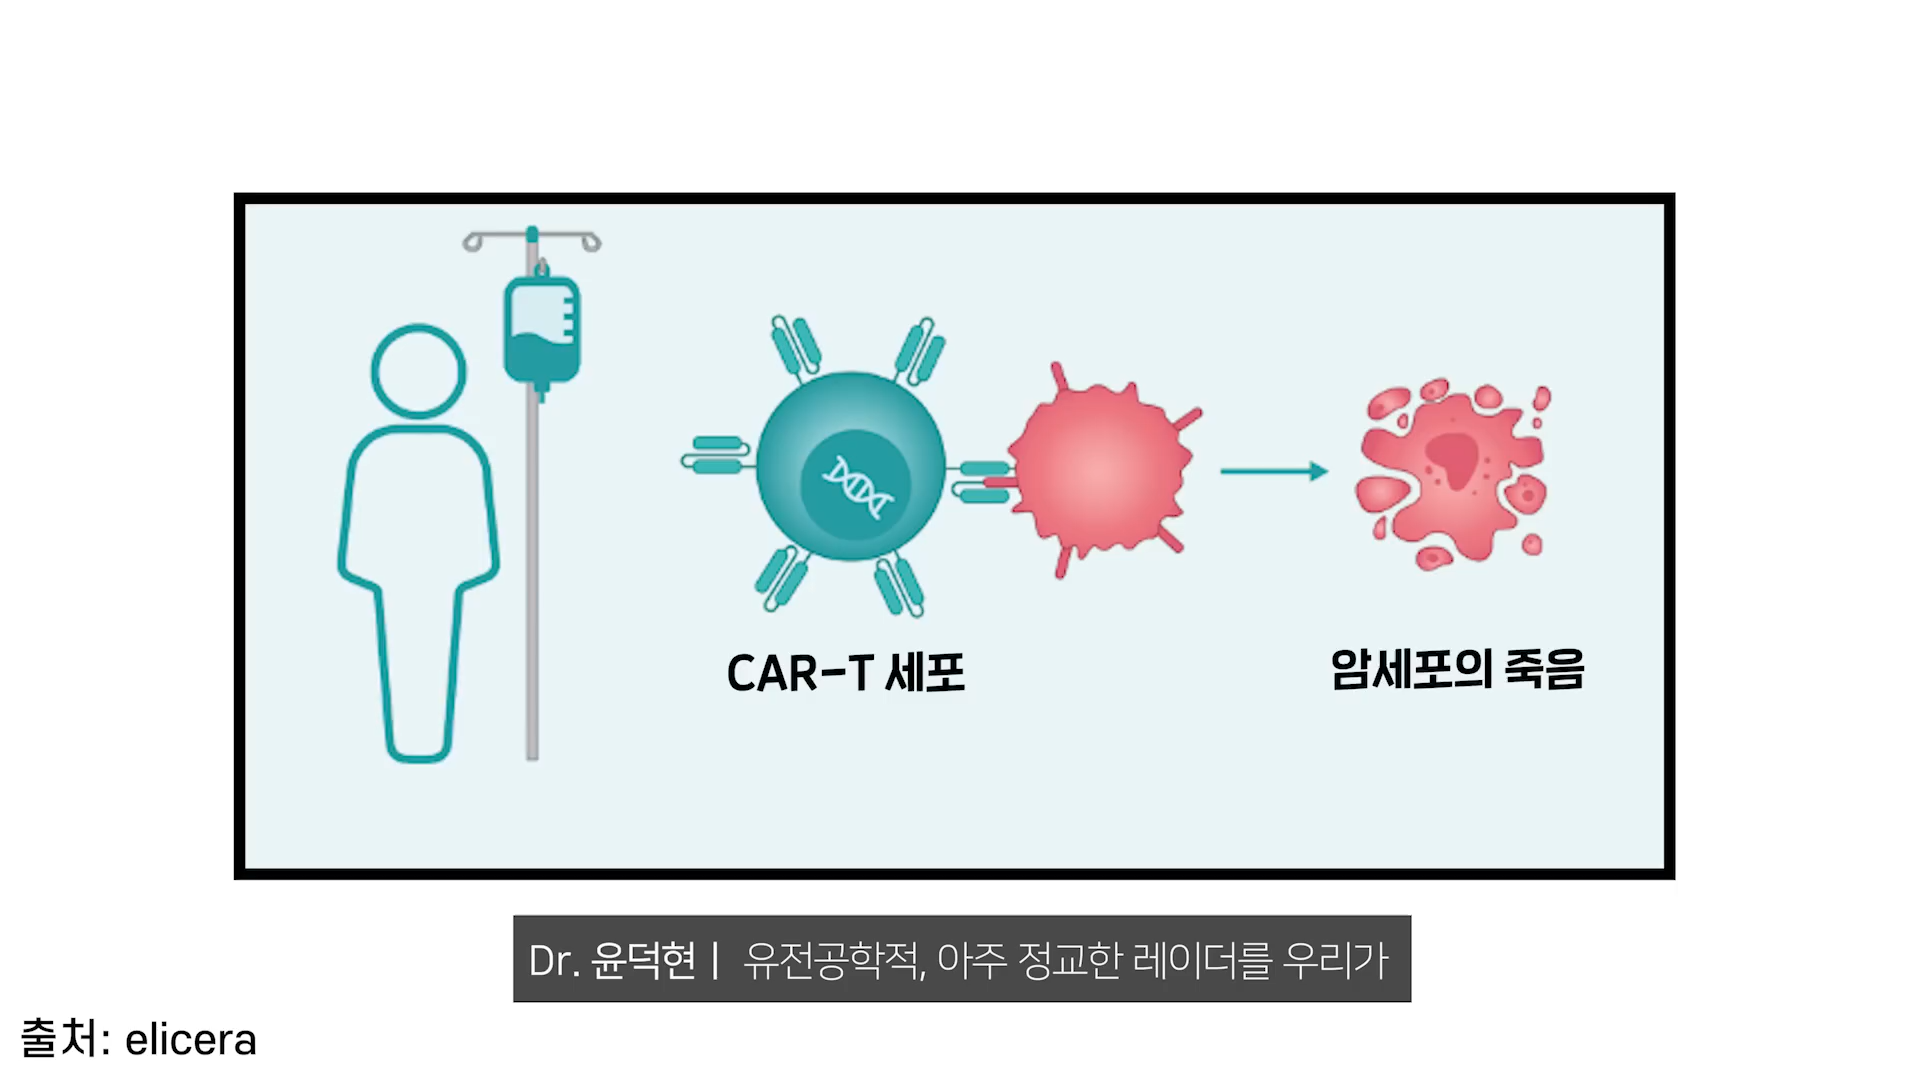 CAR-T 세포
암세포의 죽음
Dr. 윤덕현 | 유전공학적, 아주 정교한 레이더를 우리가
출처: elicera